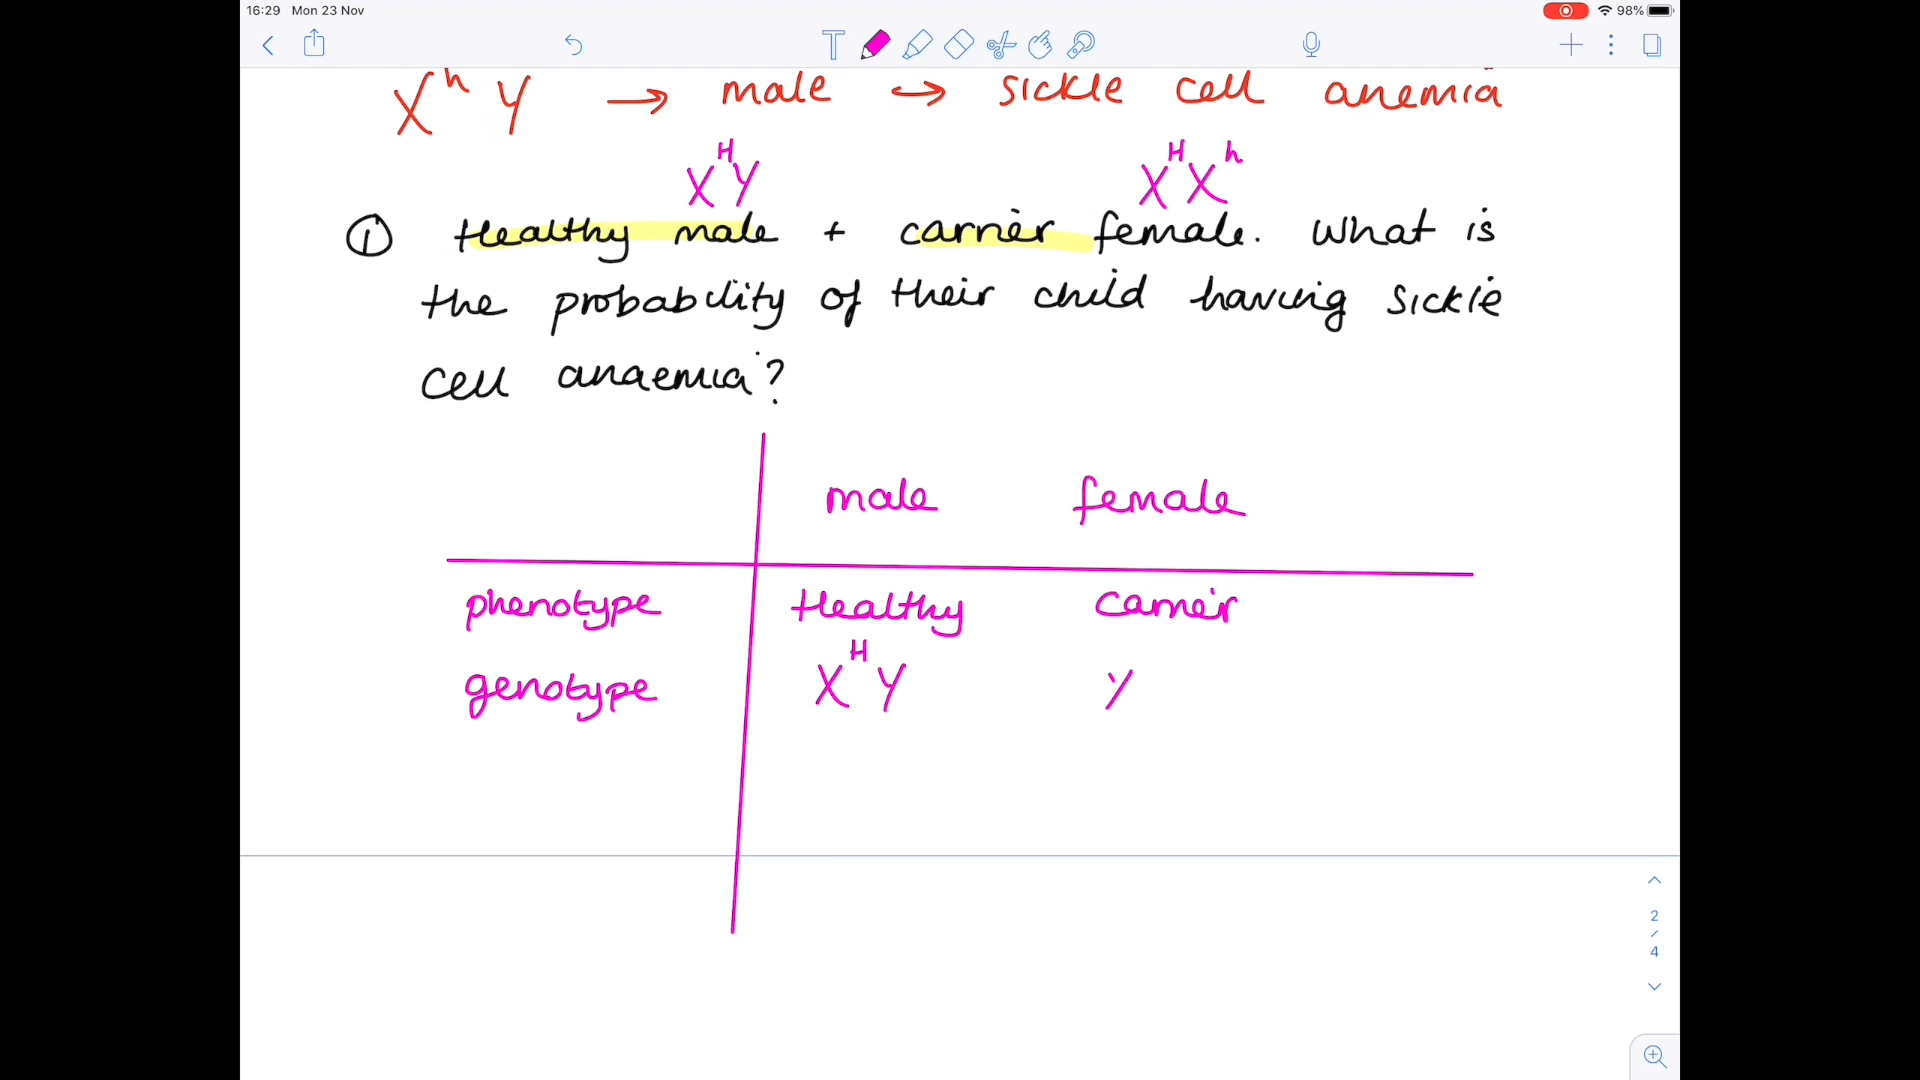 16:29 Mon 23 Nov
98%
X^h Y → male ↔ sickle cell anemia
X^H Y X^H X^h
① Healthy male + carrier female. What is
the probability of their child having sickle
cell anaemia?
male female
phenotype Healthy carrier
genotype X^H Y
2
/
4